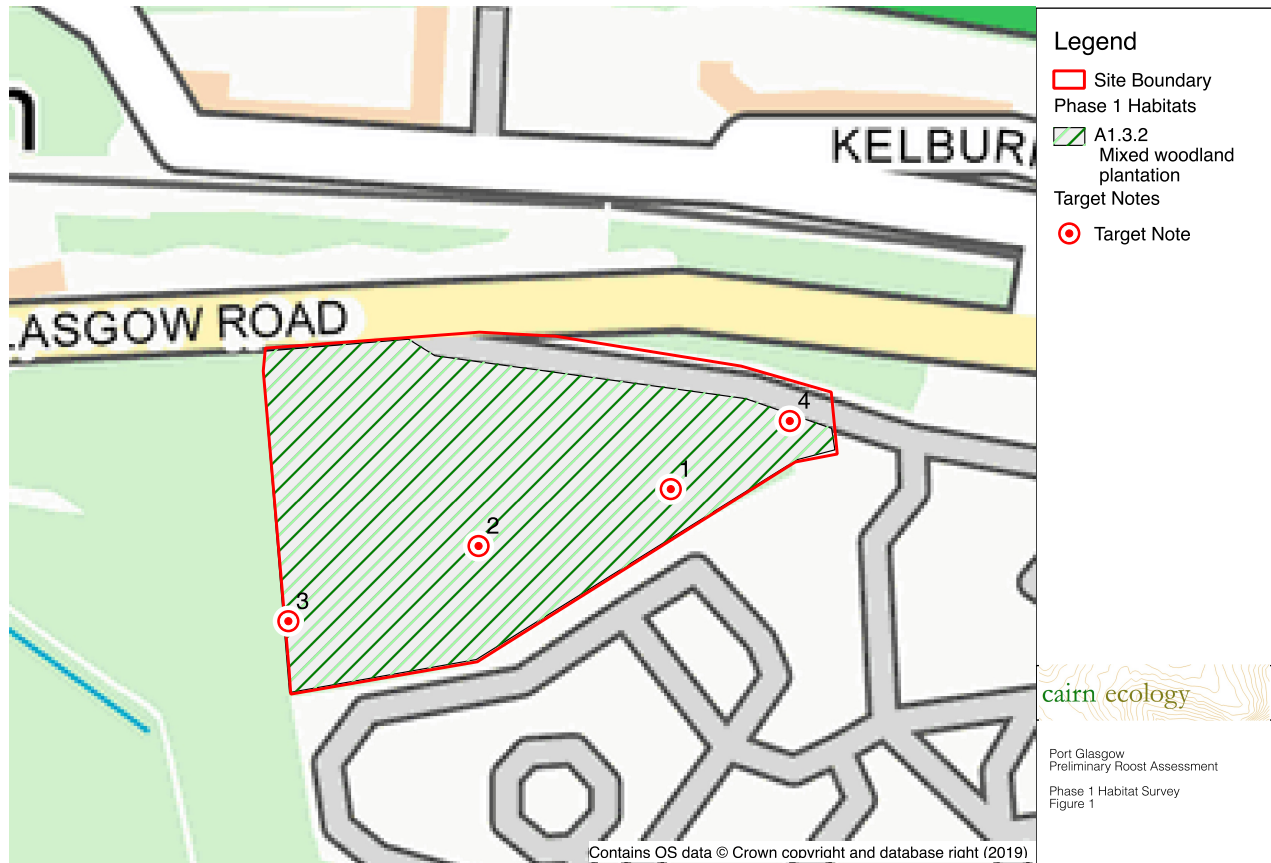 KELBUR
LASGOW ROAD
4
1
2
3
Contains OS data © Crown copyright and database right (2019)
Legend
Site Boundary
Phase 1 Habitats
A1.3.2
Mixed woodland
plantation
Target Notes
Target Note
cairn ecology
Port Glasgow
Preliminary Roost Assessment
Phase 1 Habitat Survey
Figure 1